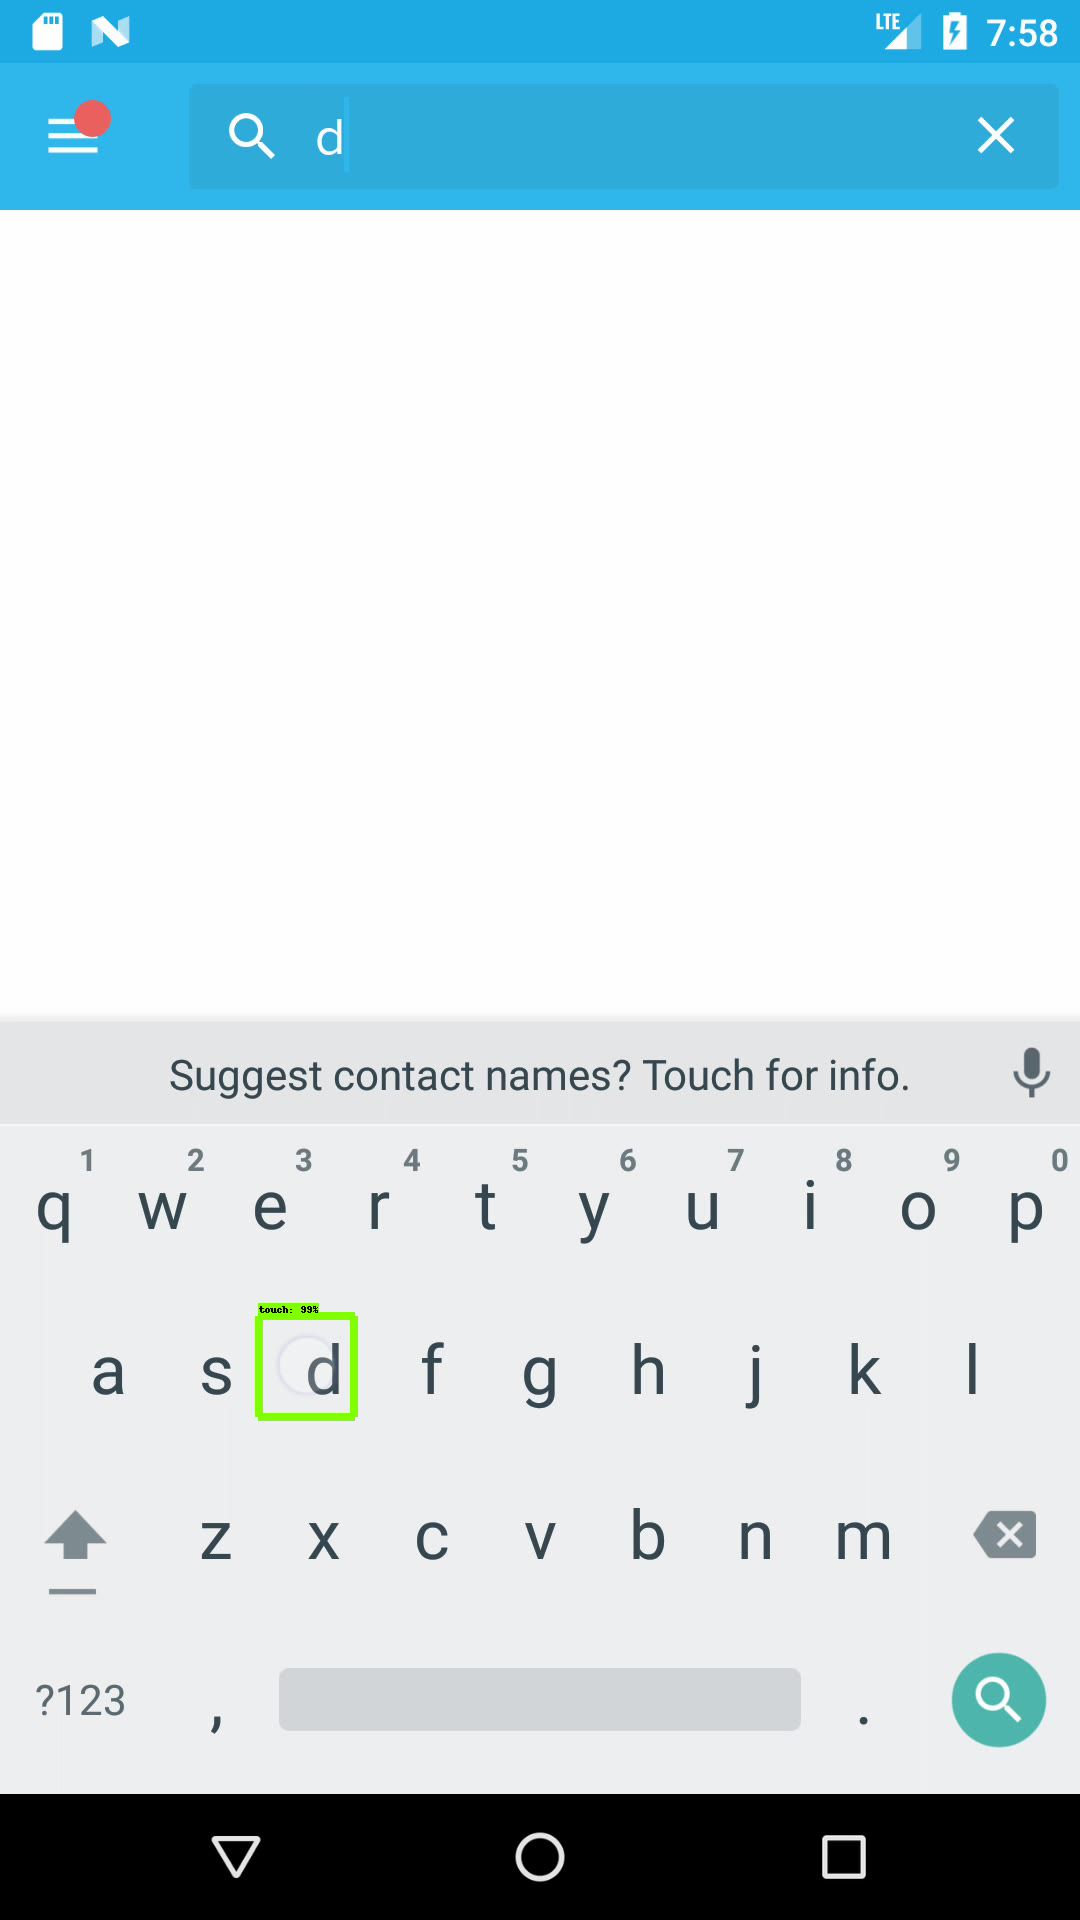 LTE 7:58
d
Suggest contact names? Touch for info.
1 2 3 4 5 6 7 8 9 0
q w e r t y u i o p
touch: 99%
a s d f g h j k l
z x c v b n m
?123 , .